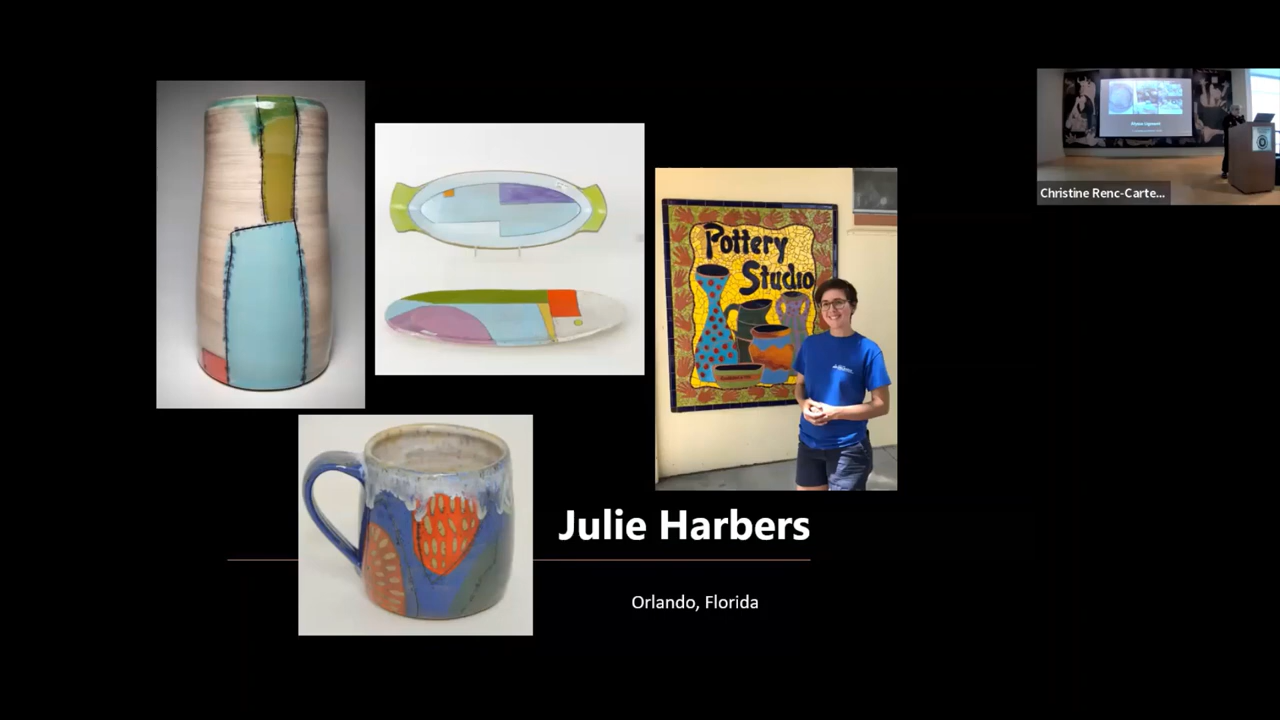 Pottery
Studio
Christine Renc-Carte...
Julie Harbers
Orlando, Florida